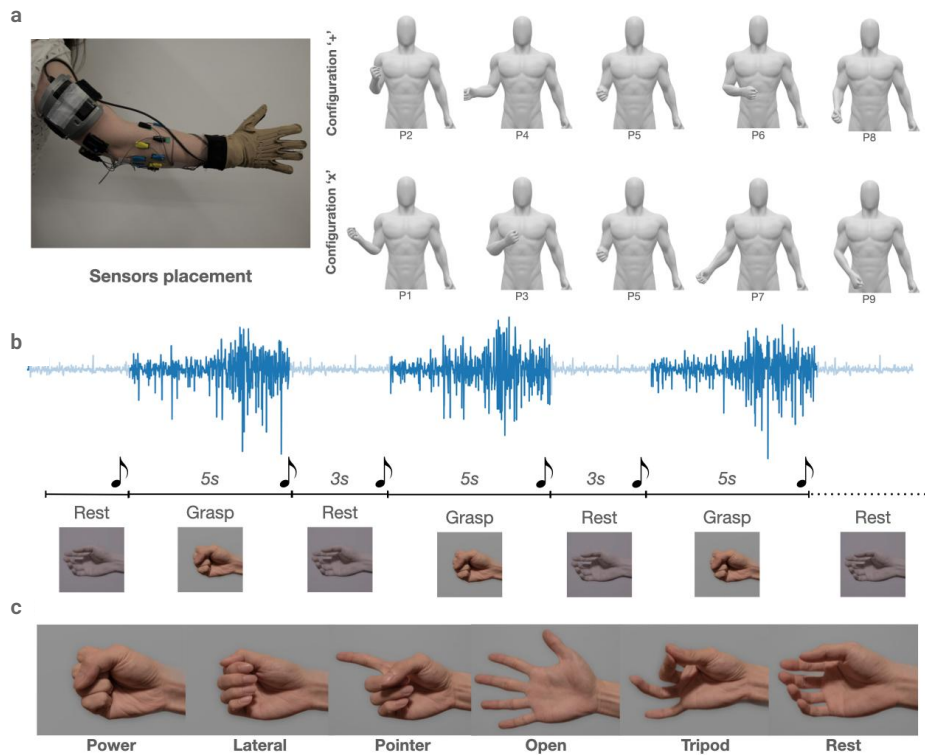 a
Configuration '+'
P2 P4 P5 P6 P8
Configuration 'x'
P1 P3 P5 P7 P9
Sensors placement
b
5s 3s 5s 3s 5s
Rest Grasp Rest Grasp Rest Grasp Rest
c
Power Lateral Pointer Open Tripod Rest